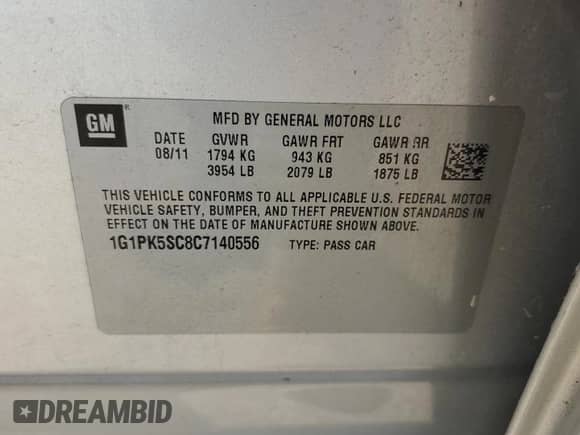 GM ®
MFD BY GENERAL MOTORS LLC
DATE GVWR GAWR FRT GAWR RR
08/11 1794 KG 943 KG 851 KG
3954 LB 2079 LB 1875 LB
THIS VEHICLE CONFORMS TO ALL APPLICABLE U.S. FEDERAL MOTOR
VEHICLE SAFETY, BUMPER, AND THEFT PREVENTION STANDARDS IN
EFFECT ON THE DATE OF MANUFACTURE SHOWN ABOVE.
1G1PK5SC8C7140556 TYPE: PASS CAR
DREAMBID